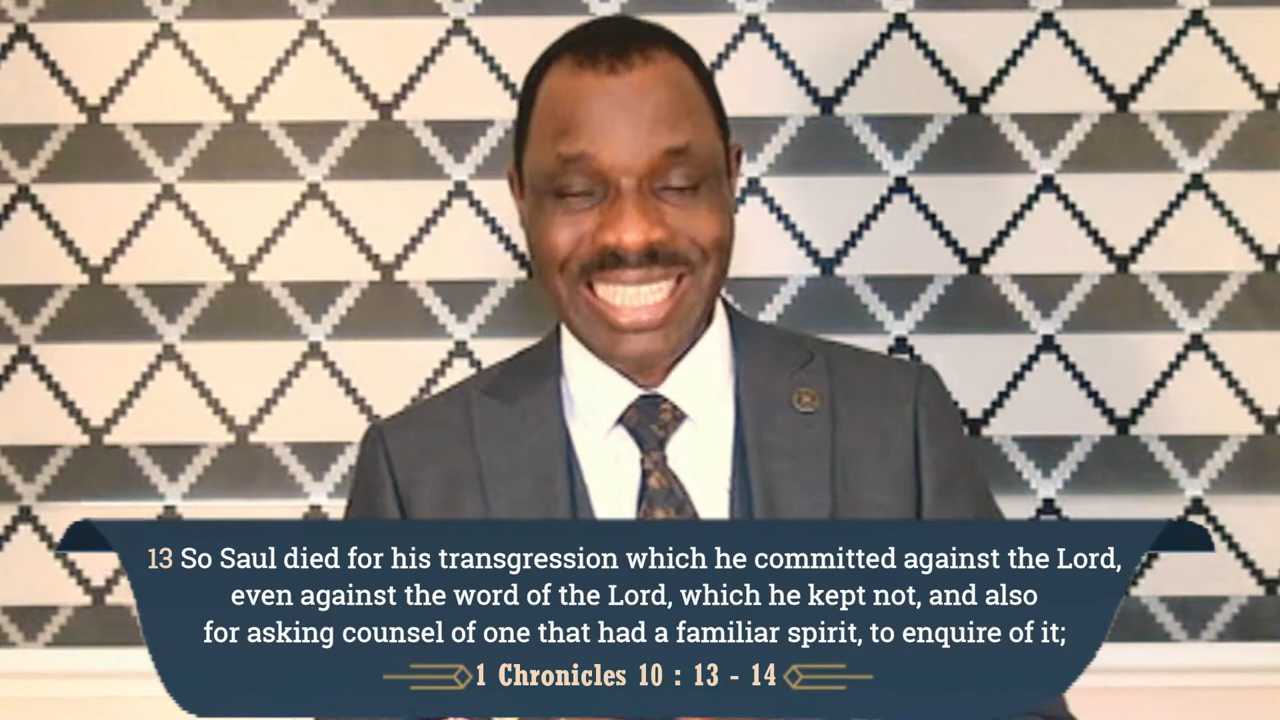 13 So Saul died for his transgression which he committed against the Lord,
even against the word of the Lord, which he kept not, and also
for asking counsel of one that had a familiar spirit, to enquire of it;
1 Chronicles 10 : 13 - 14